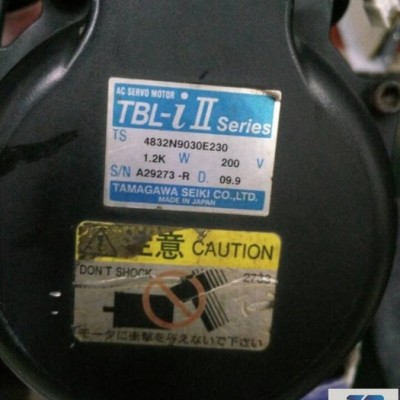 AC SERVO MOTOR
TBL-i II Series
TS 4832N9030E230
1.2K W 200 V
S/N A29273-R D. 09.9
TAMAGAWA SEIKI CO.,LTD.
MADE IN JAPAN
注意 CAUTION
DON'T SHOCK 2733
モータに衝撃を与えないで下さい